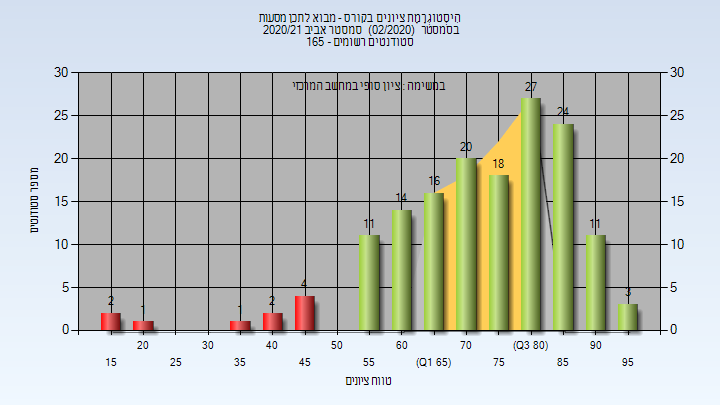 היסטוגרמת ציונים בקורס - מבוא לתכן מסעות
בסמסטר (02/2020) סמסטר אביב 2020/21
סטודנטים רשומים - 165
במשימה : ציון סופי במחשב המרכזי
30 30
25 25
20 20
15 15
10 10
5 5
0 0
2 1 1 2 4 11 14 16 20 18 27 24 11 3
מספר סטודנטים
20 30 40 50 60 70 (Q3 80) 90
15 25 35 45 55 (Q1 65) 75 85 95
טווח ציונים